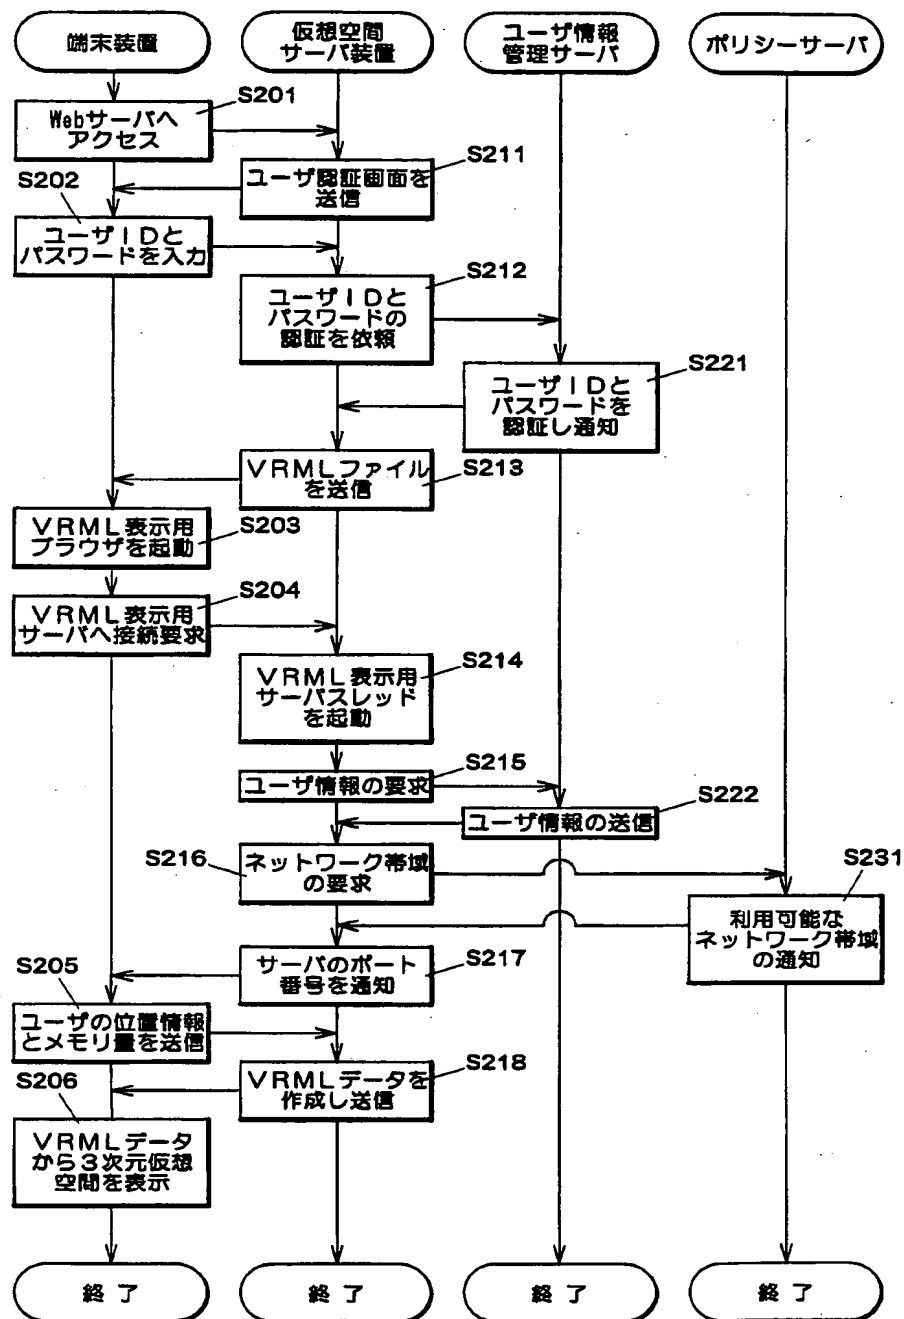 端末装置
仮想空間
サーバ装置
ユーザ情報
管理サーバ
ポリシーサーバ
S201
Webサーバへ
アクセス
S211
ユーザ認証画面を
送信
S202
ユーザIDと
パスワードを入力
S212
ユーザIDと
パスワードの
認証を依頼
S221
ユーザIDと
パスワードを
認証し通知
VRMLファイル
を送信
S213
VRML表示用
ブラウザを起動
S203
S204
VRML表示用
サーバへ接続要求
S214
VRML表示用
サーバスレッド
を起動
S215
ユーザ情報の要求
S222
ユーザ情報の送信
S216
ネットワーク帯域
の要求
S231
利用可能な
ネットワーク帯域
の通知
S217
サーバのポート
番号を通知
S205
ユーザの位置情報
とメモリ量を送信
S218
VRMLデータを
作成し送信
S206
VRMLデータ
から3次元仮想
空間を表示
終了
終了
終了
終了